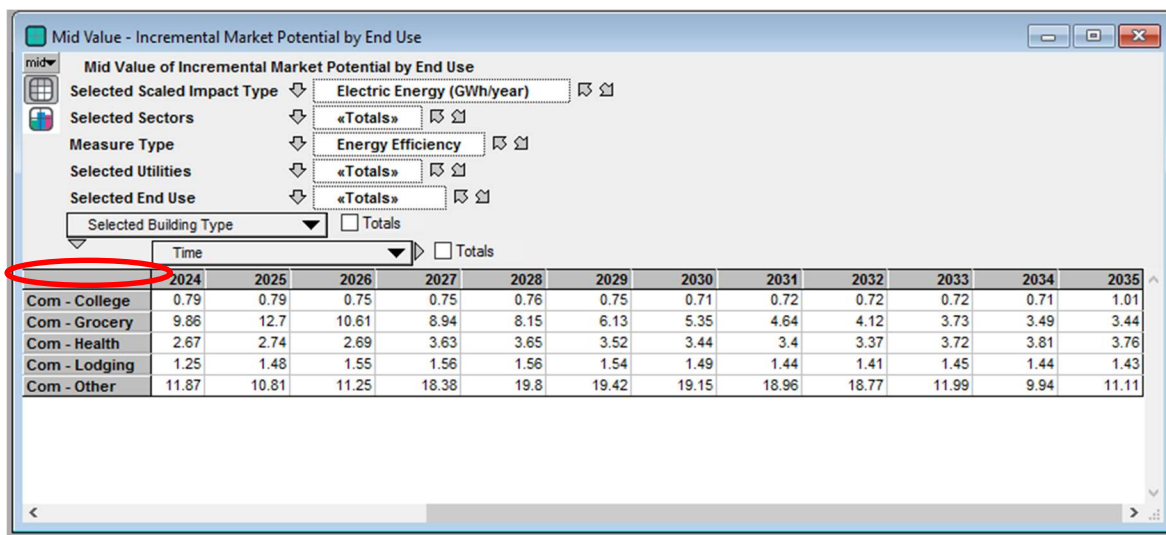 Mid Value - Incremental Market Potential by End Use
mid
Mid Value of Incremental Market Potential by End Use
Selected Scaled Impact Type Electric Energy (GWh/year)
Selected Sectors «Totals»
Measure Type Energy Efficiency
Selected Utilities «Totals»
Selected End Use «Totals»
Selected Building Type Totals
Time Totals
2024 2025 2026 2027 2028 2029 2030 2031 2032 2033 2034 2035
Com - College 0.79 0.79 0.75 0.75 0.76 0.75 0.71 0.72 0.72 0.72 0.71 1.01
Com - Grocery 9.86 12.7 10.61 8.94 8.15 6.13 5.35 4.64 4.12 3.73 3.49 3.44
Com - Health 2.67 2.74 2.69 3.63 3.65 3.52 3.44 3.4 3.37 3.72 3.81 3.76
Com - Lodging 1.25 1.48 1.55 1.56 1.56 1.54 1.49 1.44 1.41 1.45 1.44 1.43
Com - Other 11.87 10.81 11.25 18.38 19.8 19.42 19.15 18.96 18.77 11.99 9.94 11.11